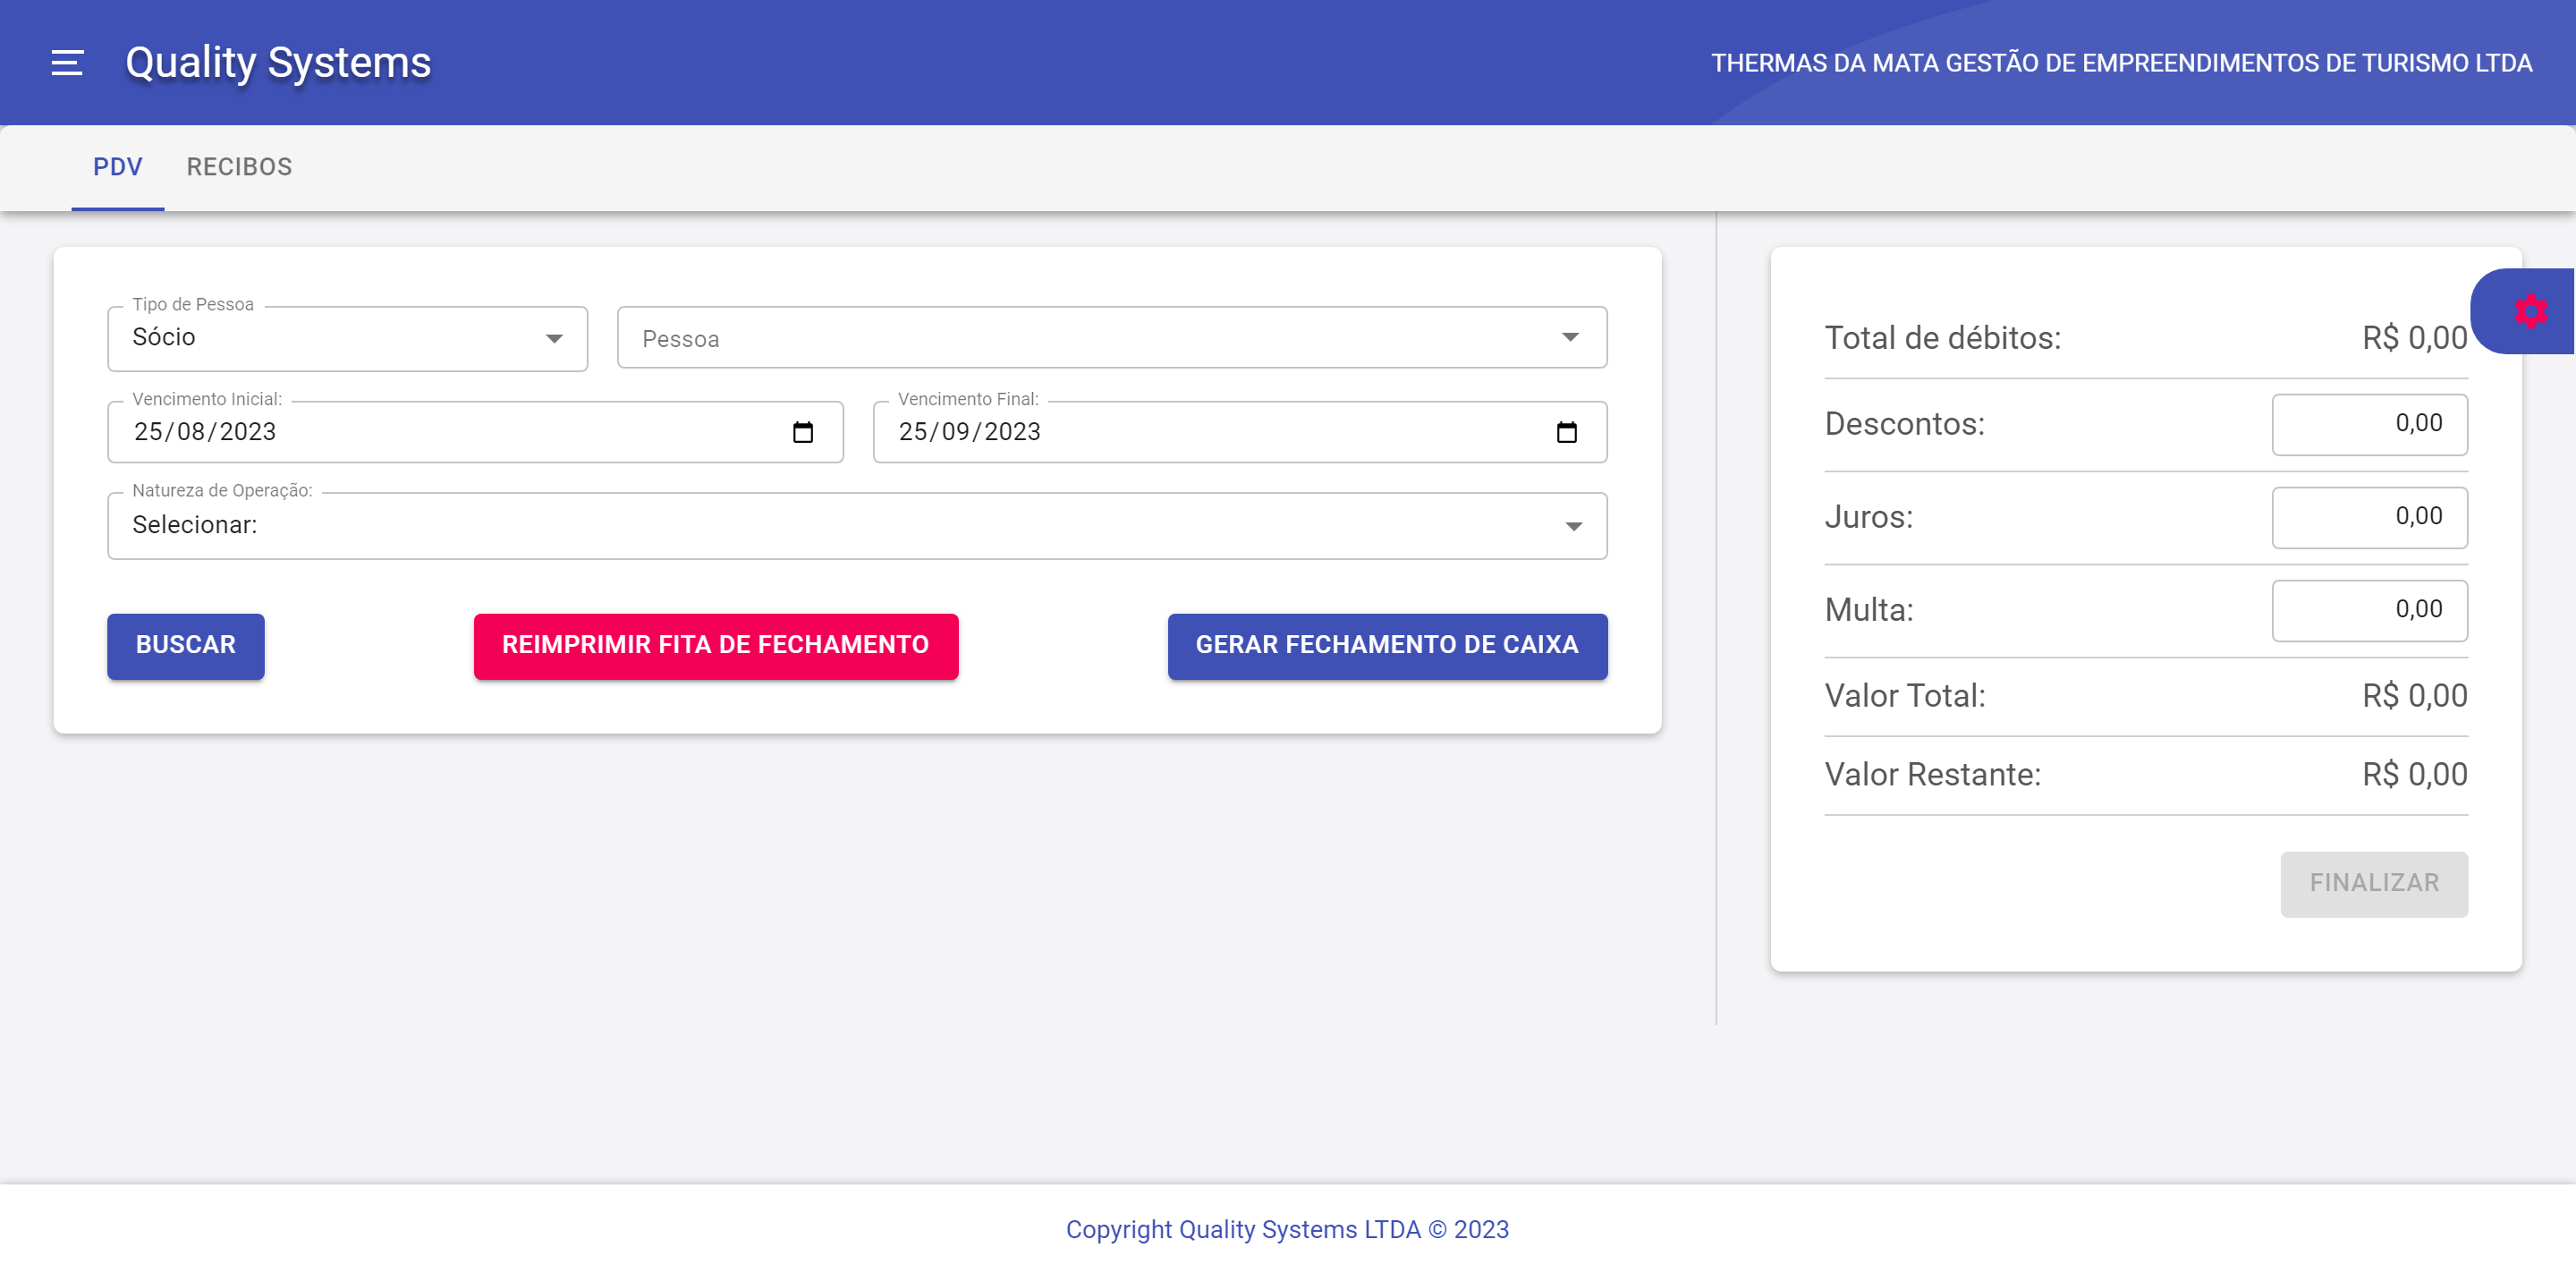 Quality Systems
THERMAS DA MATA GESTÃO DE EMPREENDIMENTOS DE TURISMO LTDA
PDV
RECIBOS
Tipo de Pessoa
Sócio
Pessoa
Vencimento Inicial:
25/08/2023
Vencimento Final:
25/09/2023
Natureza de Operação:
Selecionar:
BUSCAR
REIMPRIMIR FITA DE FECHAMENTO
GERAR FECHAMENTO DE CAIXA
Total de débitos: R$ 0,00
Descontos: 0,00
Juros: 0,00
Multa: 0,00
Valor Total: R$ 0,00
Valor Restante: R$ 0,00
FINALIZAR
Copyright Quality Systems LTDA © 2023